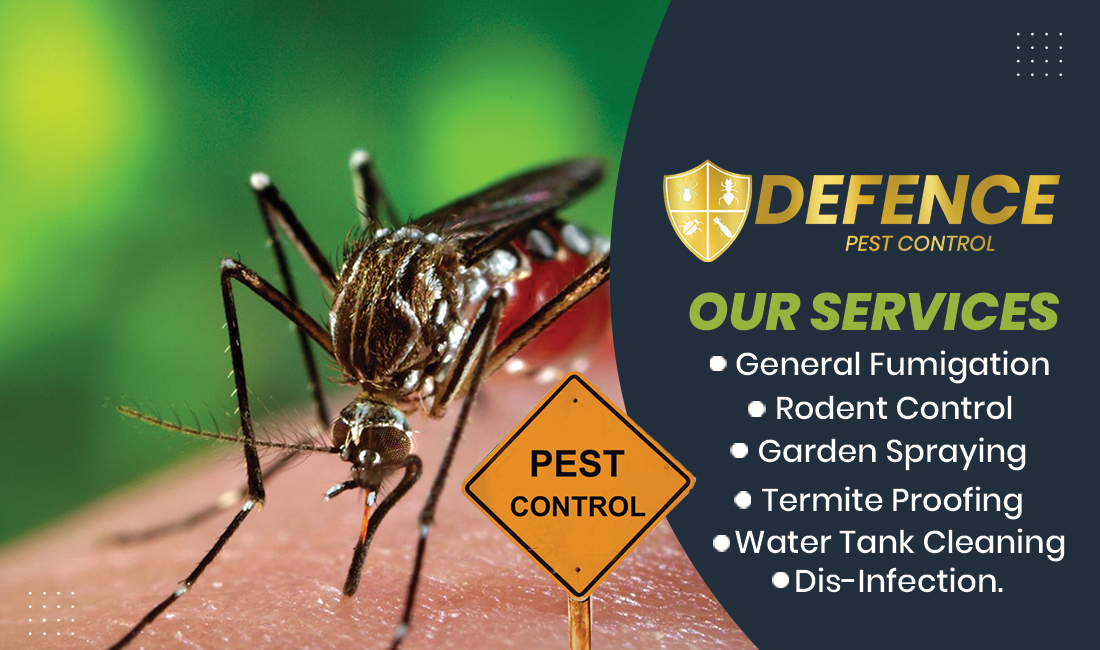 DEFENCE
PEST CONTROL
OUR SERVICES
General Fumigation
Rodent Control
Garden Spraying
Termite Proofing
Water Tank Cleaning
Dis-Infection.
PEST
CONTROL